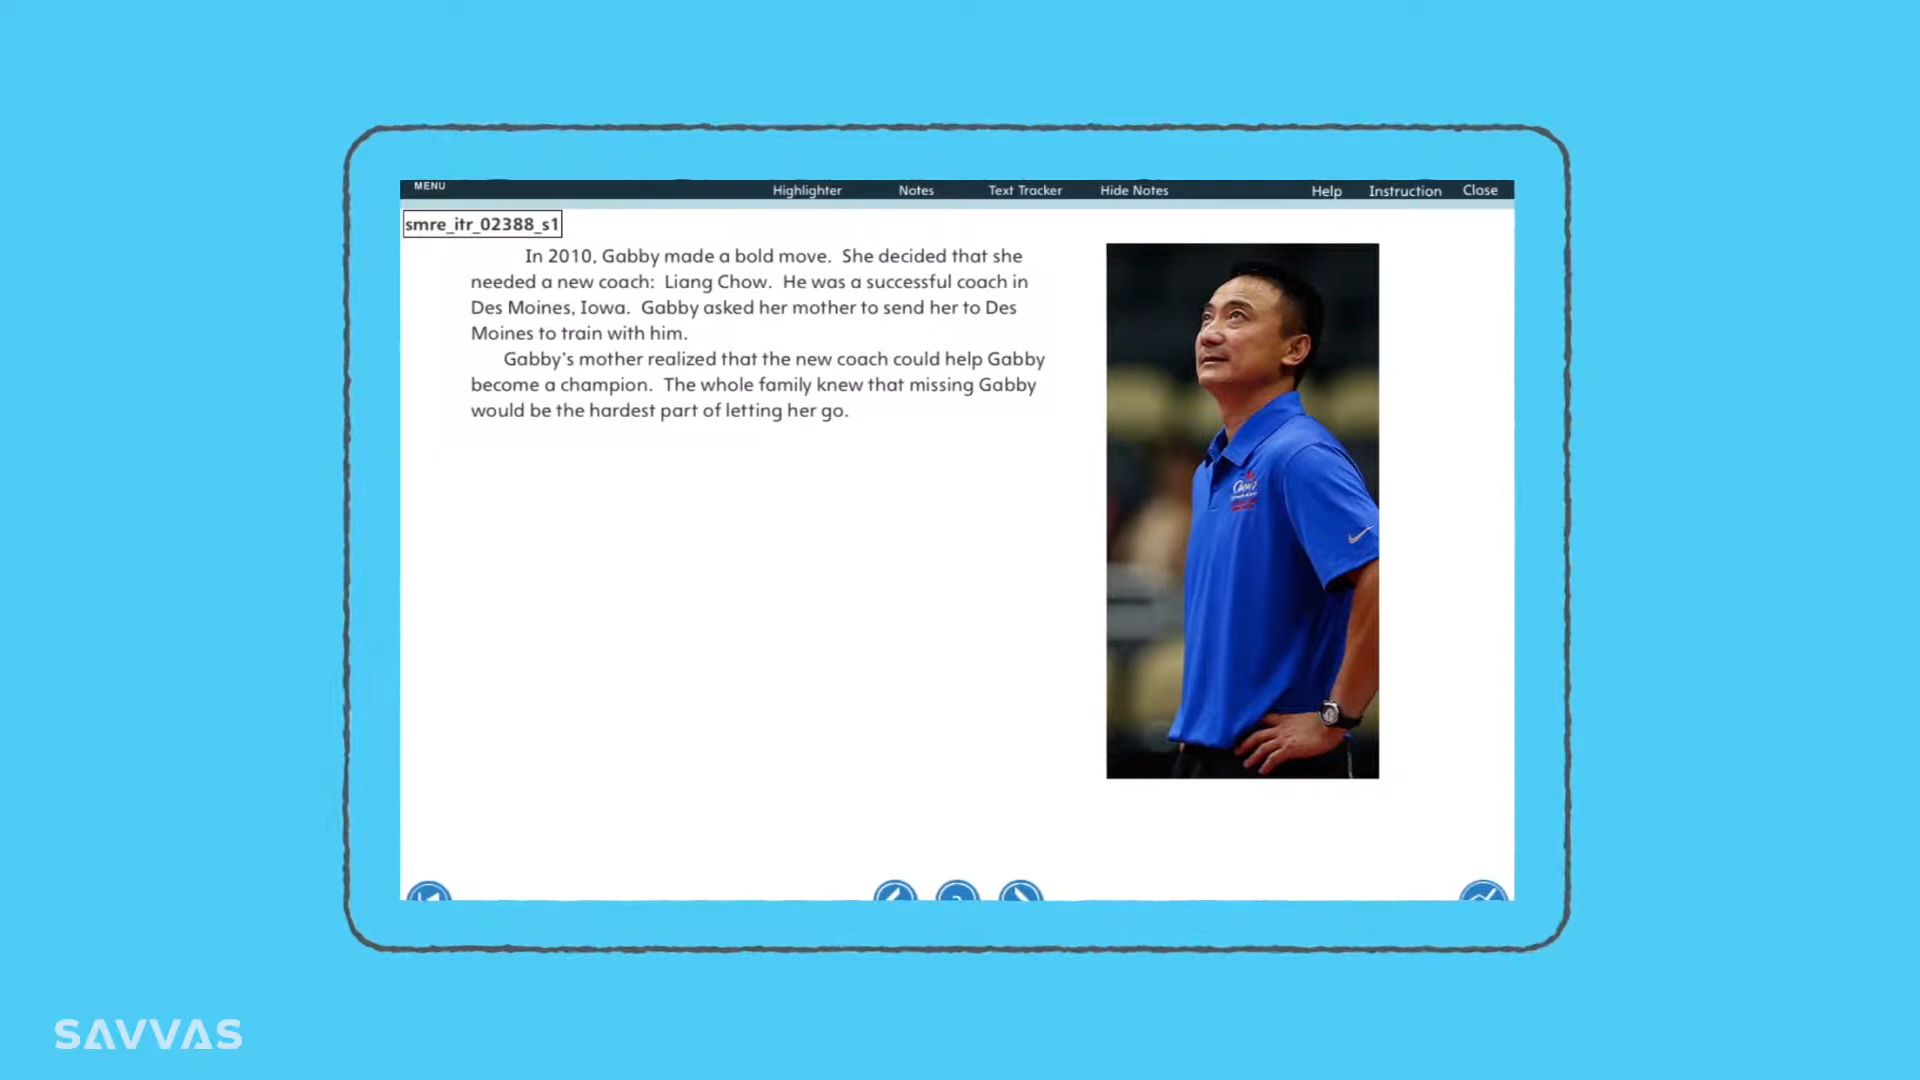 MENU
Highlighter Notes Text Tracker Hide Notes Help Instruction Close
smre_itr_02388_s1
In 2010, Gabby made a bold move. She decided that she
needed a new coach: Liang Chow. He was a successful coach in
Des Moines, Iowa. Gabby asked her mother to send her to Des
Moines to train with him.
Gabby's mother realized that the new coach could help Gabby
become a champion. The whole family knew that missing Gabby
would be the hardest part of letting her go.
Chow's
SAVVAS